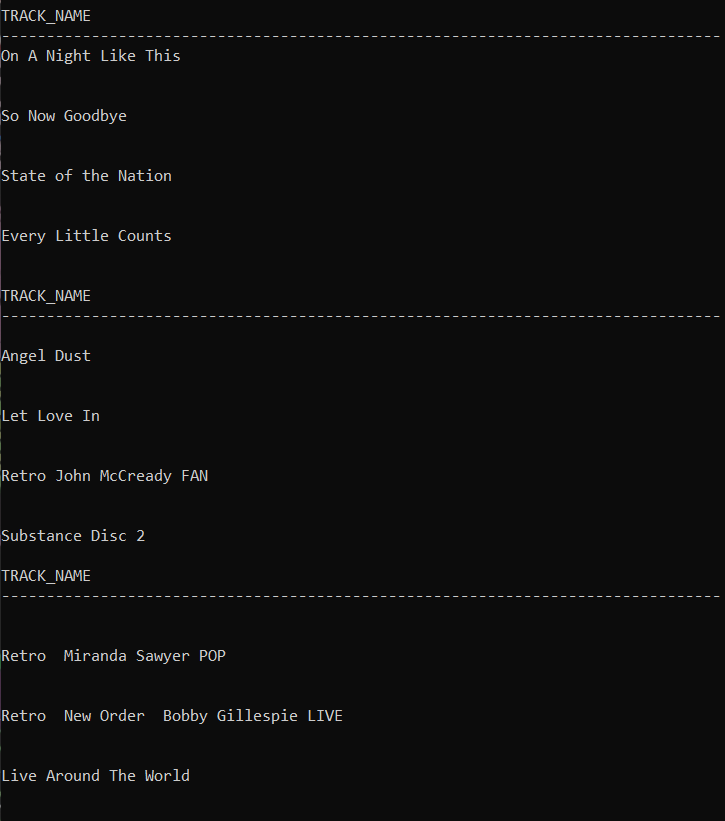 TRACK_NAME
--------------------------------------------------------------------------------
On A Night Like This
So Now Goodbye
State of the Nation
Every Little Counts
TRACK_NAME
--------------------------------------------------------------------------------
Angel Dust
Let Love In
Retro John McCready FAN
Substance Disc 2
TRACK_NAME
--------------------------------------------------------------------------------
Retro  Miranda Sawyer POP
Retro  New Order  Bobby Gillespie LIVE
Live Around The World